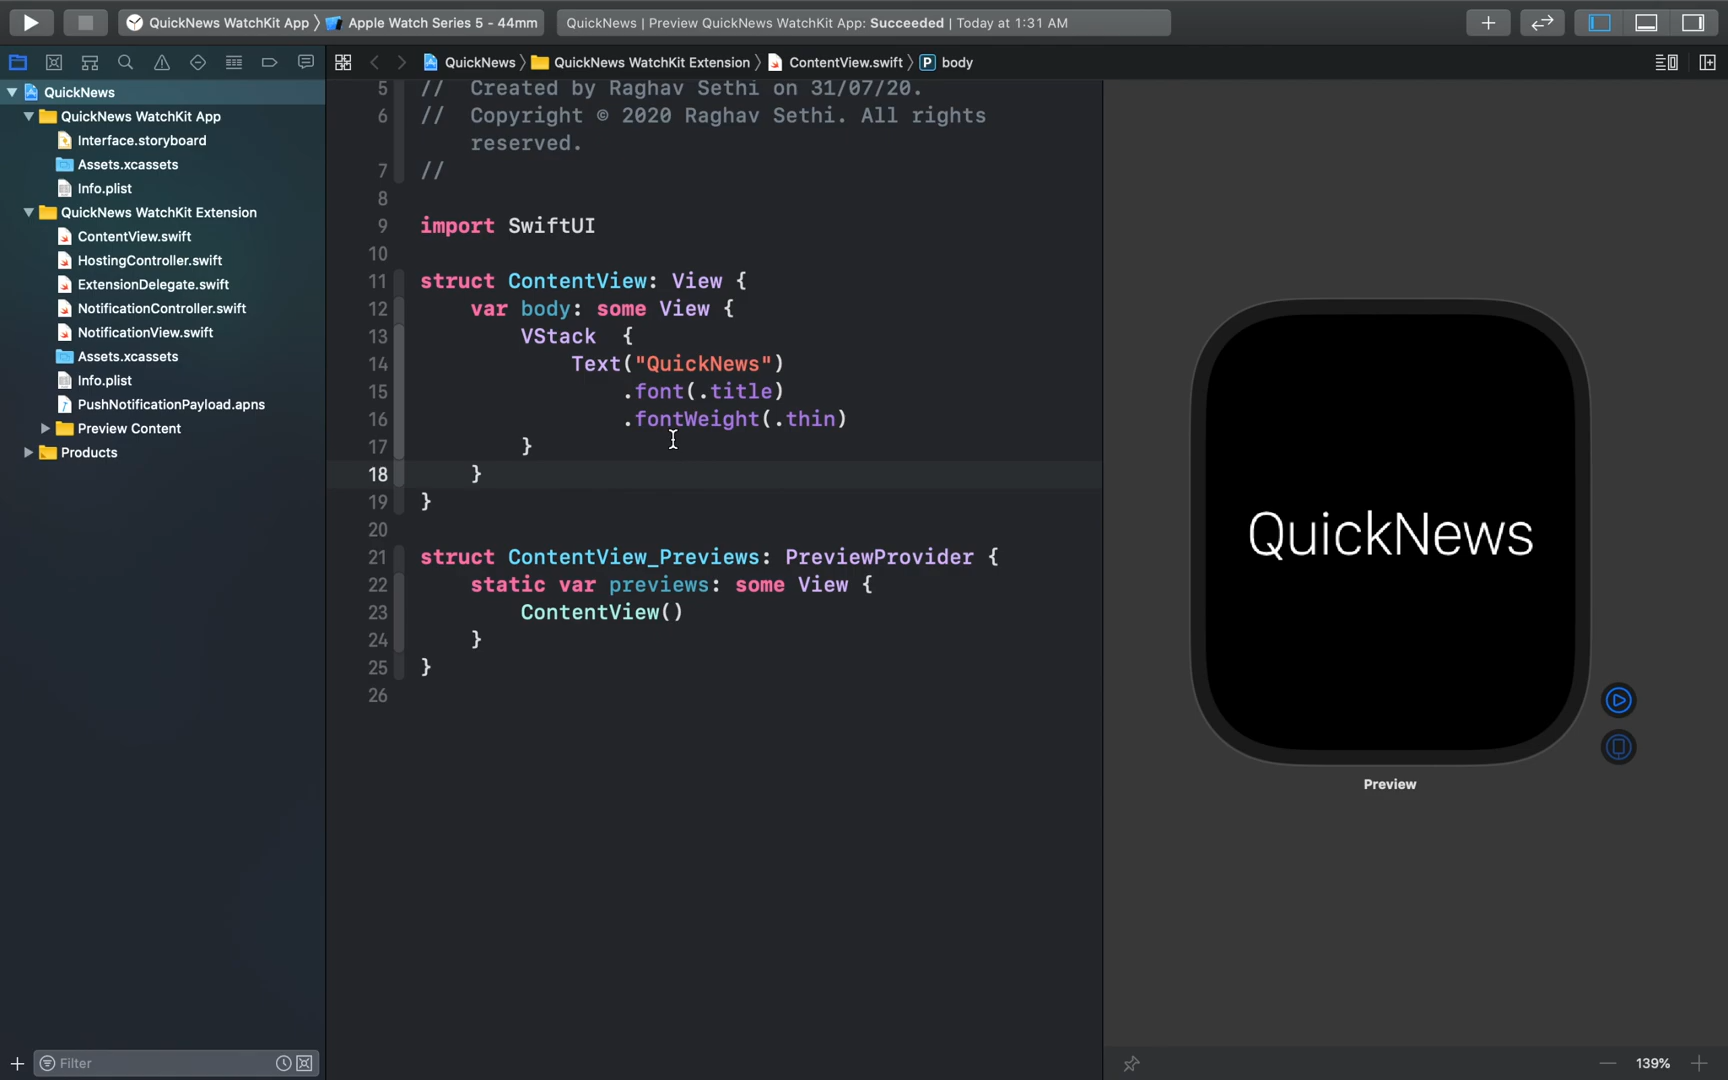 QuickNews WatchKit App 〉 Apple Watch Series 5 - 44mm
QuickNews | Preview QuickNews WatchKit App: Succeeded | Today at 1:31 AM
QuickNews 〉 QuickNews WatchKit Extension 〉 ContentView.swift 〉 P body
QuickNews
QuickNews WatchKit App
Interface.storyboard
Assets.xcassets
Info.plist
QuickNews WatchKit Extension
ContentView.swift
HostingController.swift
ExtensionDelegate.swift
NotificationController.swift
NotificationView.swift
Assets.xcassets
Info.plist
PushNotificationPayload.apns
Preview Content
Products
Filter
5 //  Created by Raghav Sethi on 31/07/20.
6 //  Copyright © 2020 Raghav Sethi. All rights
reserved.
7 //
8
9 import SwiftUI
10
11 struct ContentView: View {
12     var body: some View {
13         VStack  {
14             Text("QuickNews")
15                 .font(.title)
16                 .fontWeight(.thin)
17         }
18     }
19 }
20
21 struct ContentView_Previews: PreviewProvider {
22     static var previews: some View {
23         ContentView()
24     }
25 }
26
QuickNews
Preview
139%